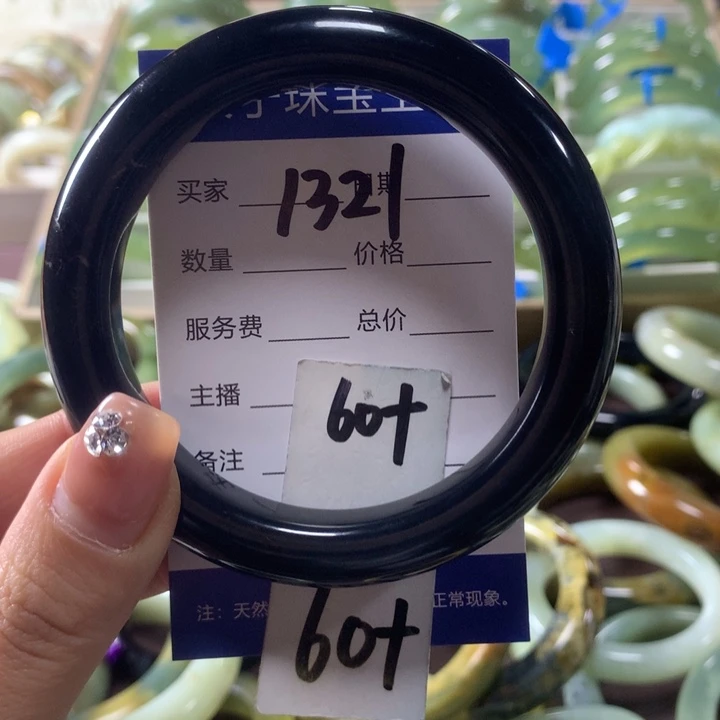 珠宝
买家 1321 日期
数量 价格
服务费 总价
主播
60+
备注
60+
注：天然 正常现象。